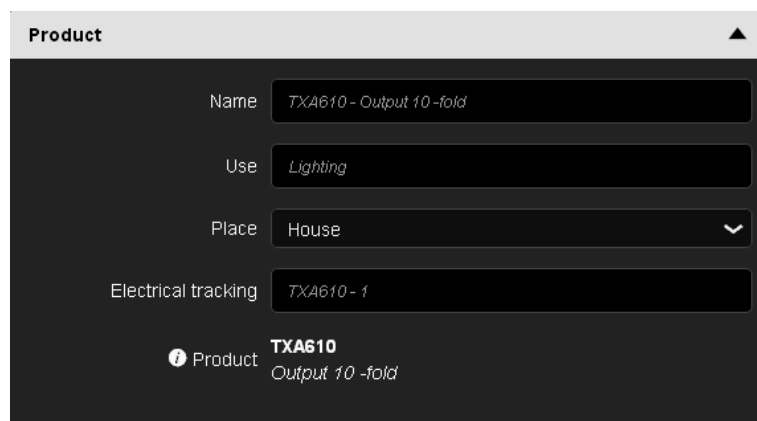 Product
Name TXA610 - Output 10 -fold
Use Lighting
Place House
Electrical tracking TXA610 - 1
Product TXA610
Output 10 -fold